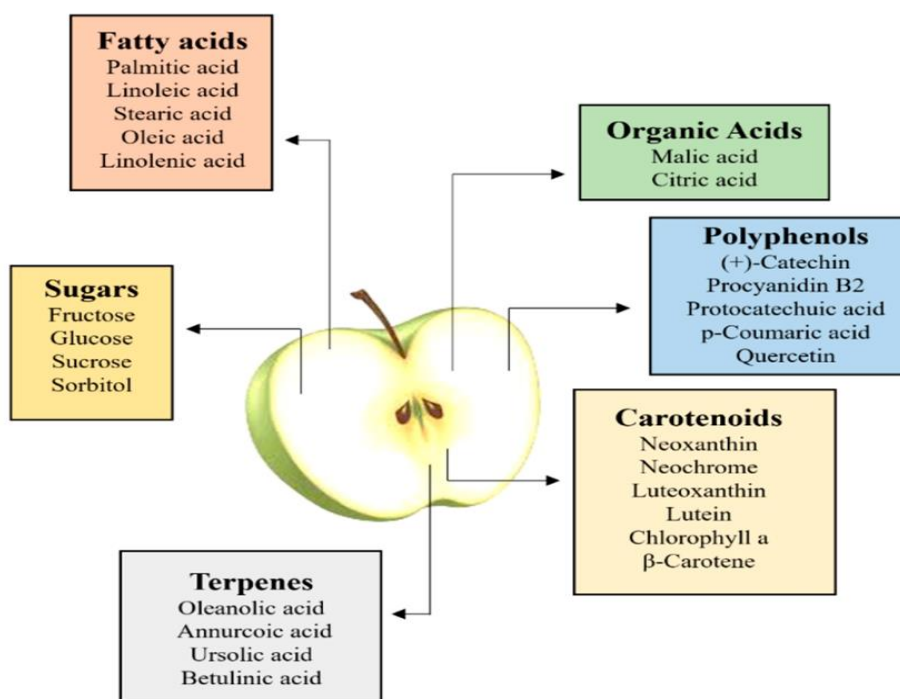 Fatty acids
Palmitic acid
Linoleic acid
Stearic acid
Oleic acid
Linolenic acid
Organic Acids
Malic acid
Citric acid
Polyphenols
(+)-Catechin
Procyanidin B2
Protocatechuic acid
p-Coumaric acid
Quercetin
Sugars
Fructose
Glucose
Sucrose
Sorbitol
Carotenoids
Neoxanthin
Neochrome
Luteoxanthin
Lutein
Chlorophyll a
β-Carotene
Terpenes
Oleanolic acid
Annurcoic acid
Ursolic acid
Betulinic acid